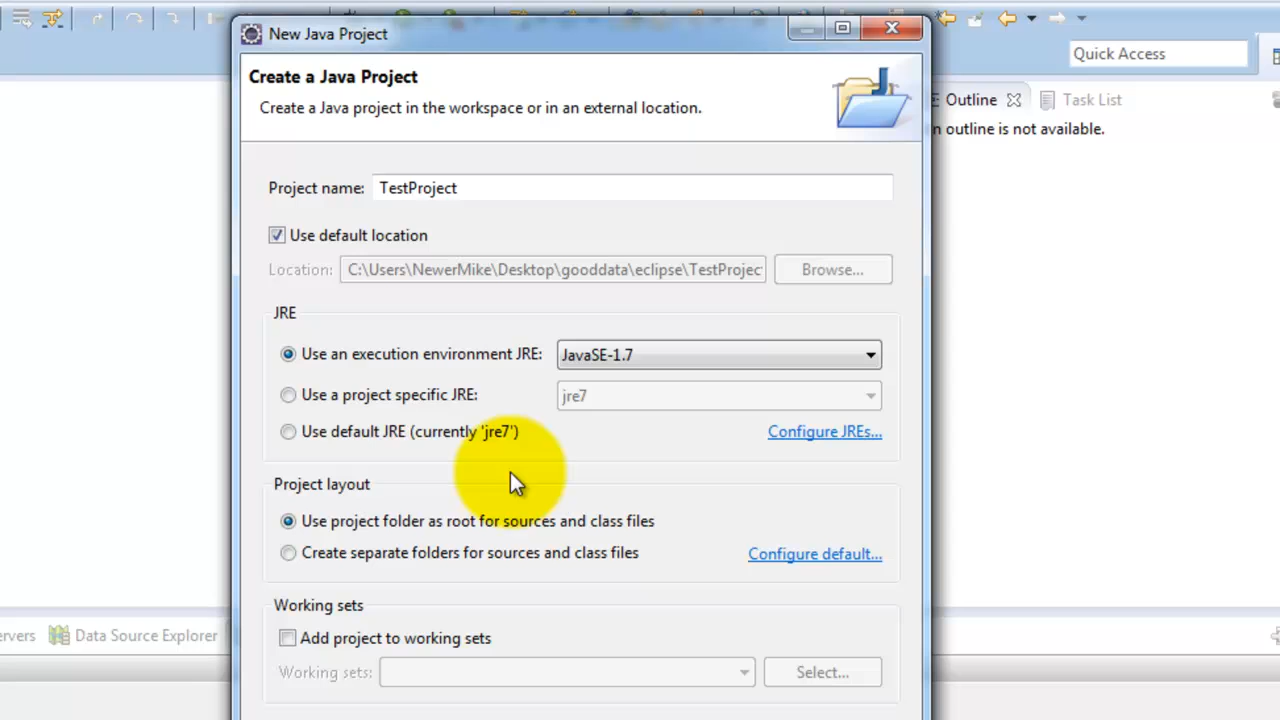 New Java Project
Quick Access
Create a Java Project
Create a Java project in the workspace or in an external location.
Outline
Task List
n outline is not available.
Project name: TestProject
Use default location
Location: C:\Users\NewerMike\Desktop\gooddata\eclipse\TestProjec
Browse...
JRE
Use an execution environment JRE: JavaSE-1.7
Use a project specific JRE: jre7
Use default JRE (currently 'jre7') Configure JREs...
Project layout
Use project folder as root for sources and class files
Create separate folders for sources and class files Configure default...
Working sets
ervers Data Source Explorer
Add project to working sets
Working sets: Select...